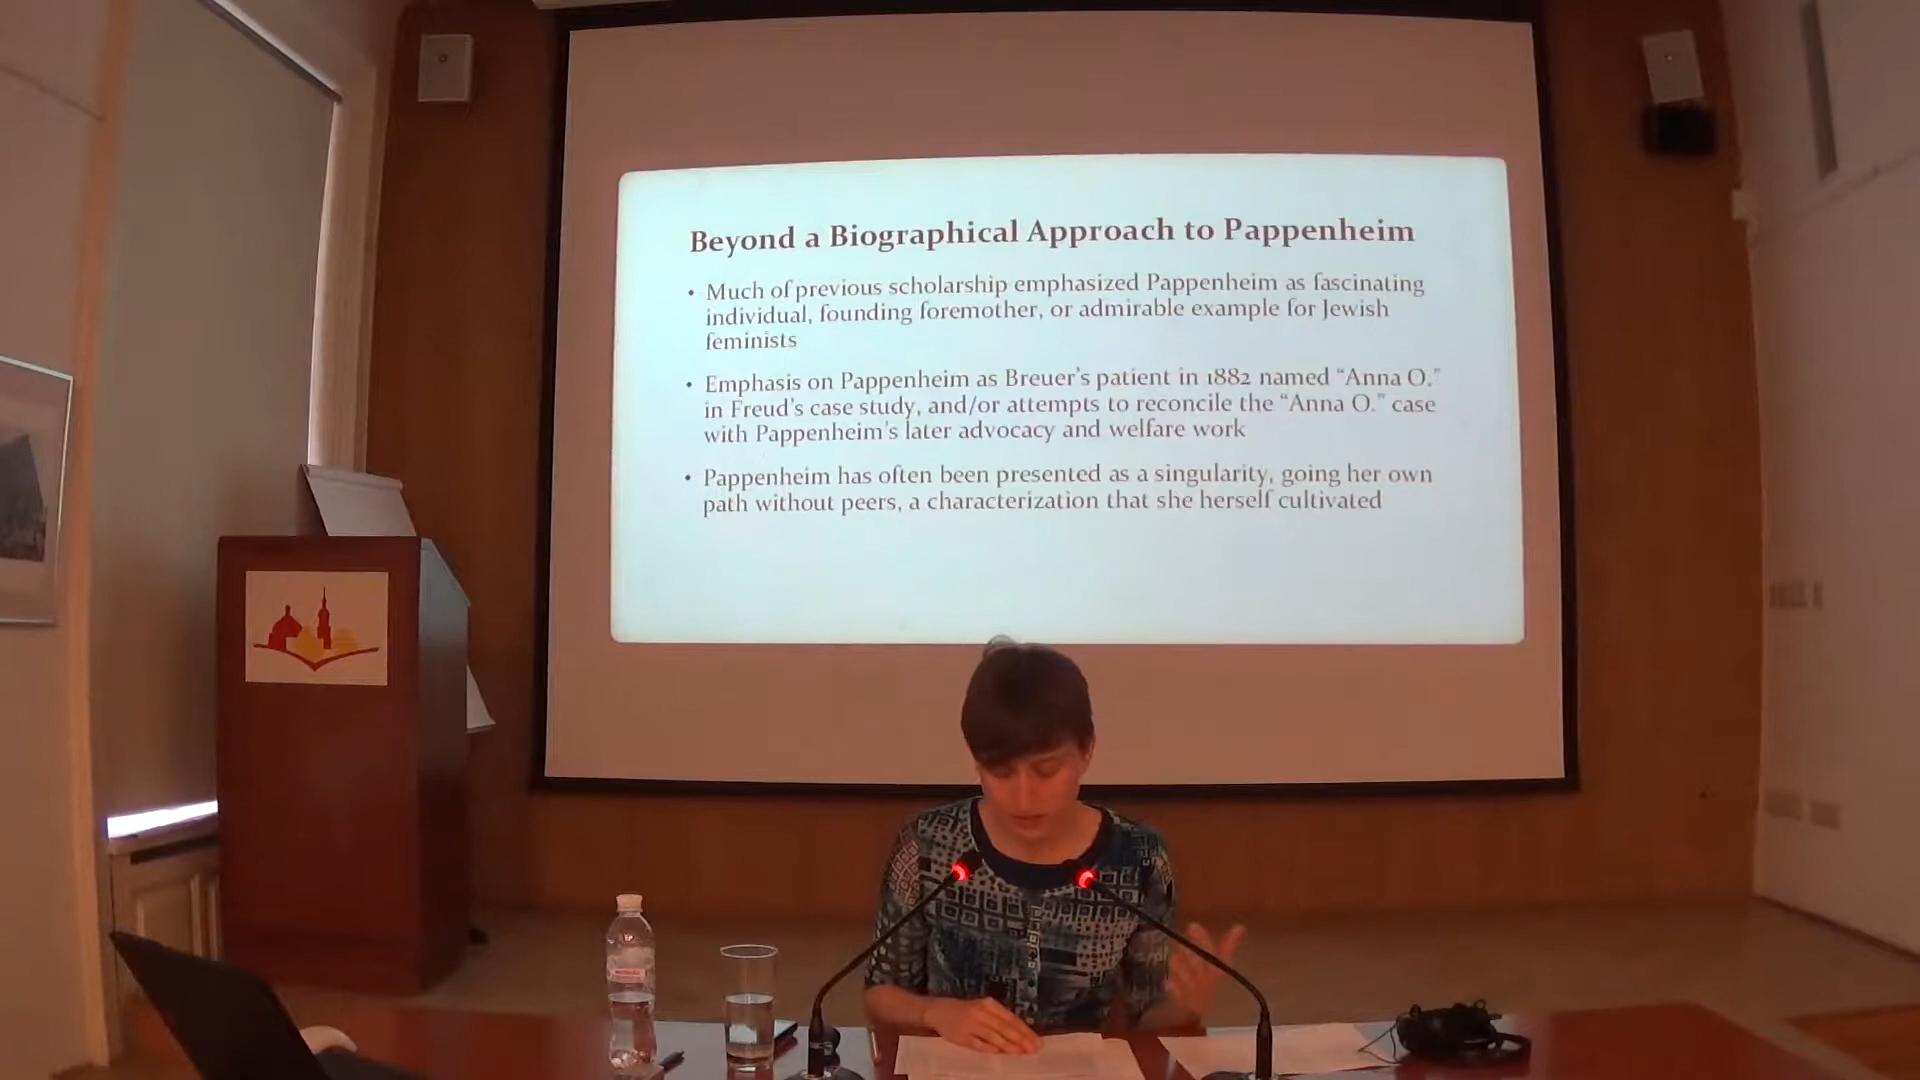 Beyond a Biographical Approach to Pappenheim
• Much of previous scholarship emphasized Pappenheim as fascinating
individual, founding foremother, or admirable example for Jewish
feminists
• Emphasis on Pappenheim as Breuer's patient in 1882 named “Anna O.”
in Freud's case study, and/or attempts to reconcile the “Anna O.” case
with Pappenheim's later advocacy and welfare work
• Pappenheim has often been presented as a singularity, going her own
path without peers, a characterization that she herself cultivated